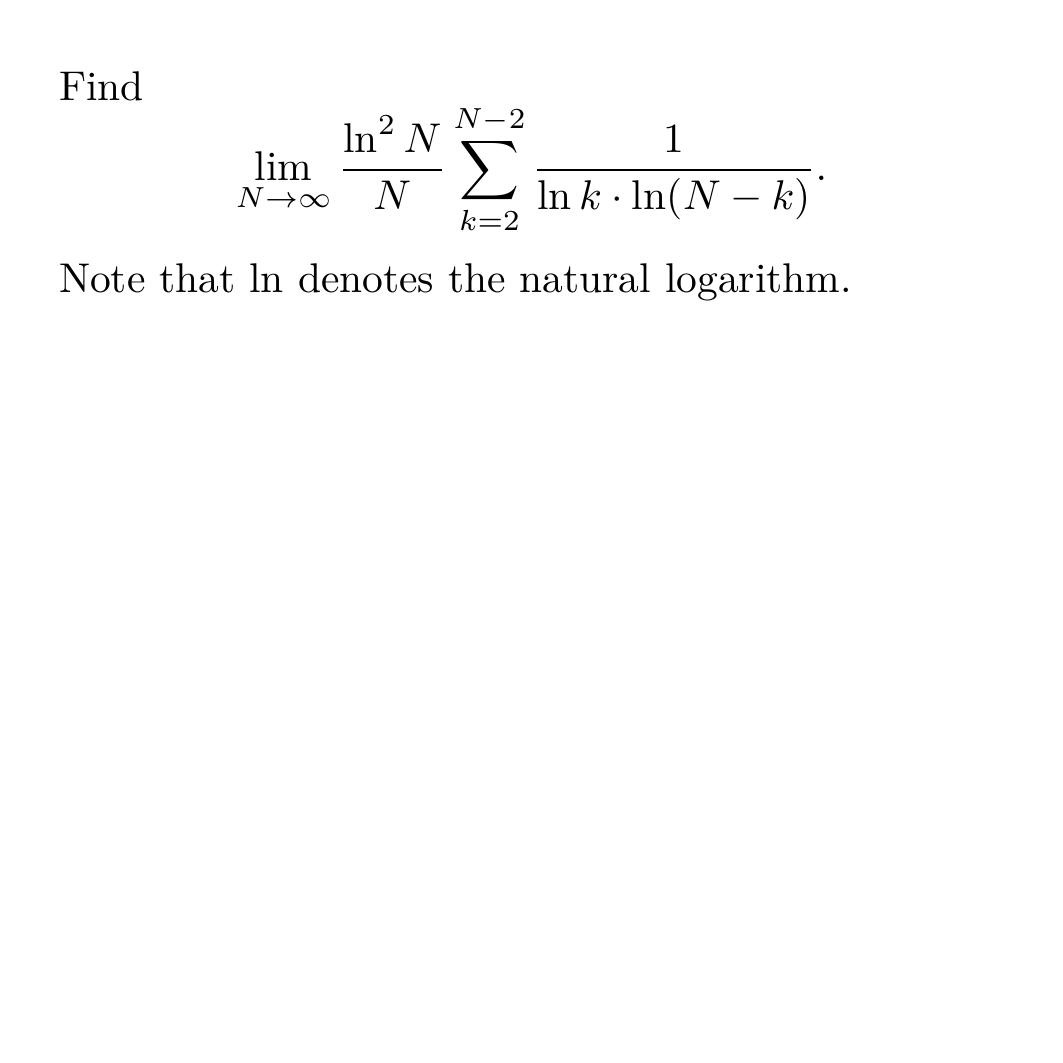 Find
$$\lim_{N\to\infty} \frac{\ln^2 N}{N} \sum_{k=2}^{N-2} \frac{1}{\ln k \cdot \ln(N-k)}.$$
Note that ln denotes the natural logarithm.